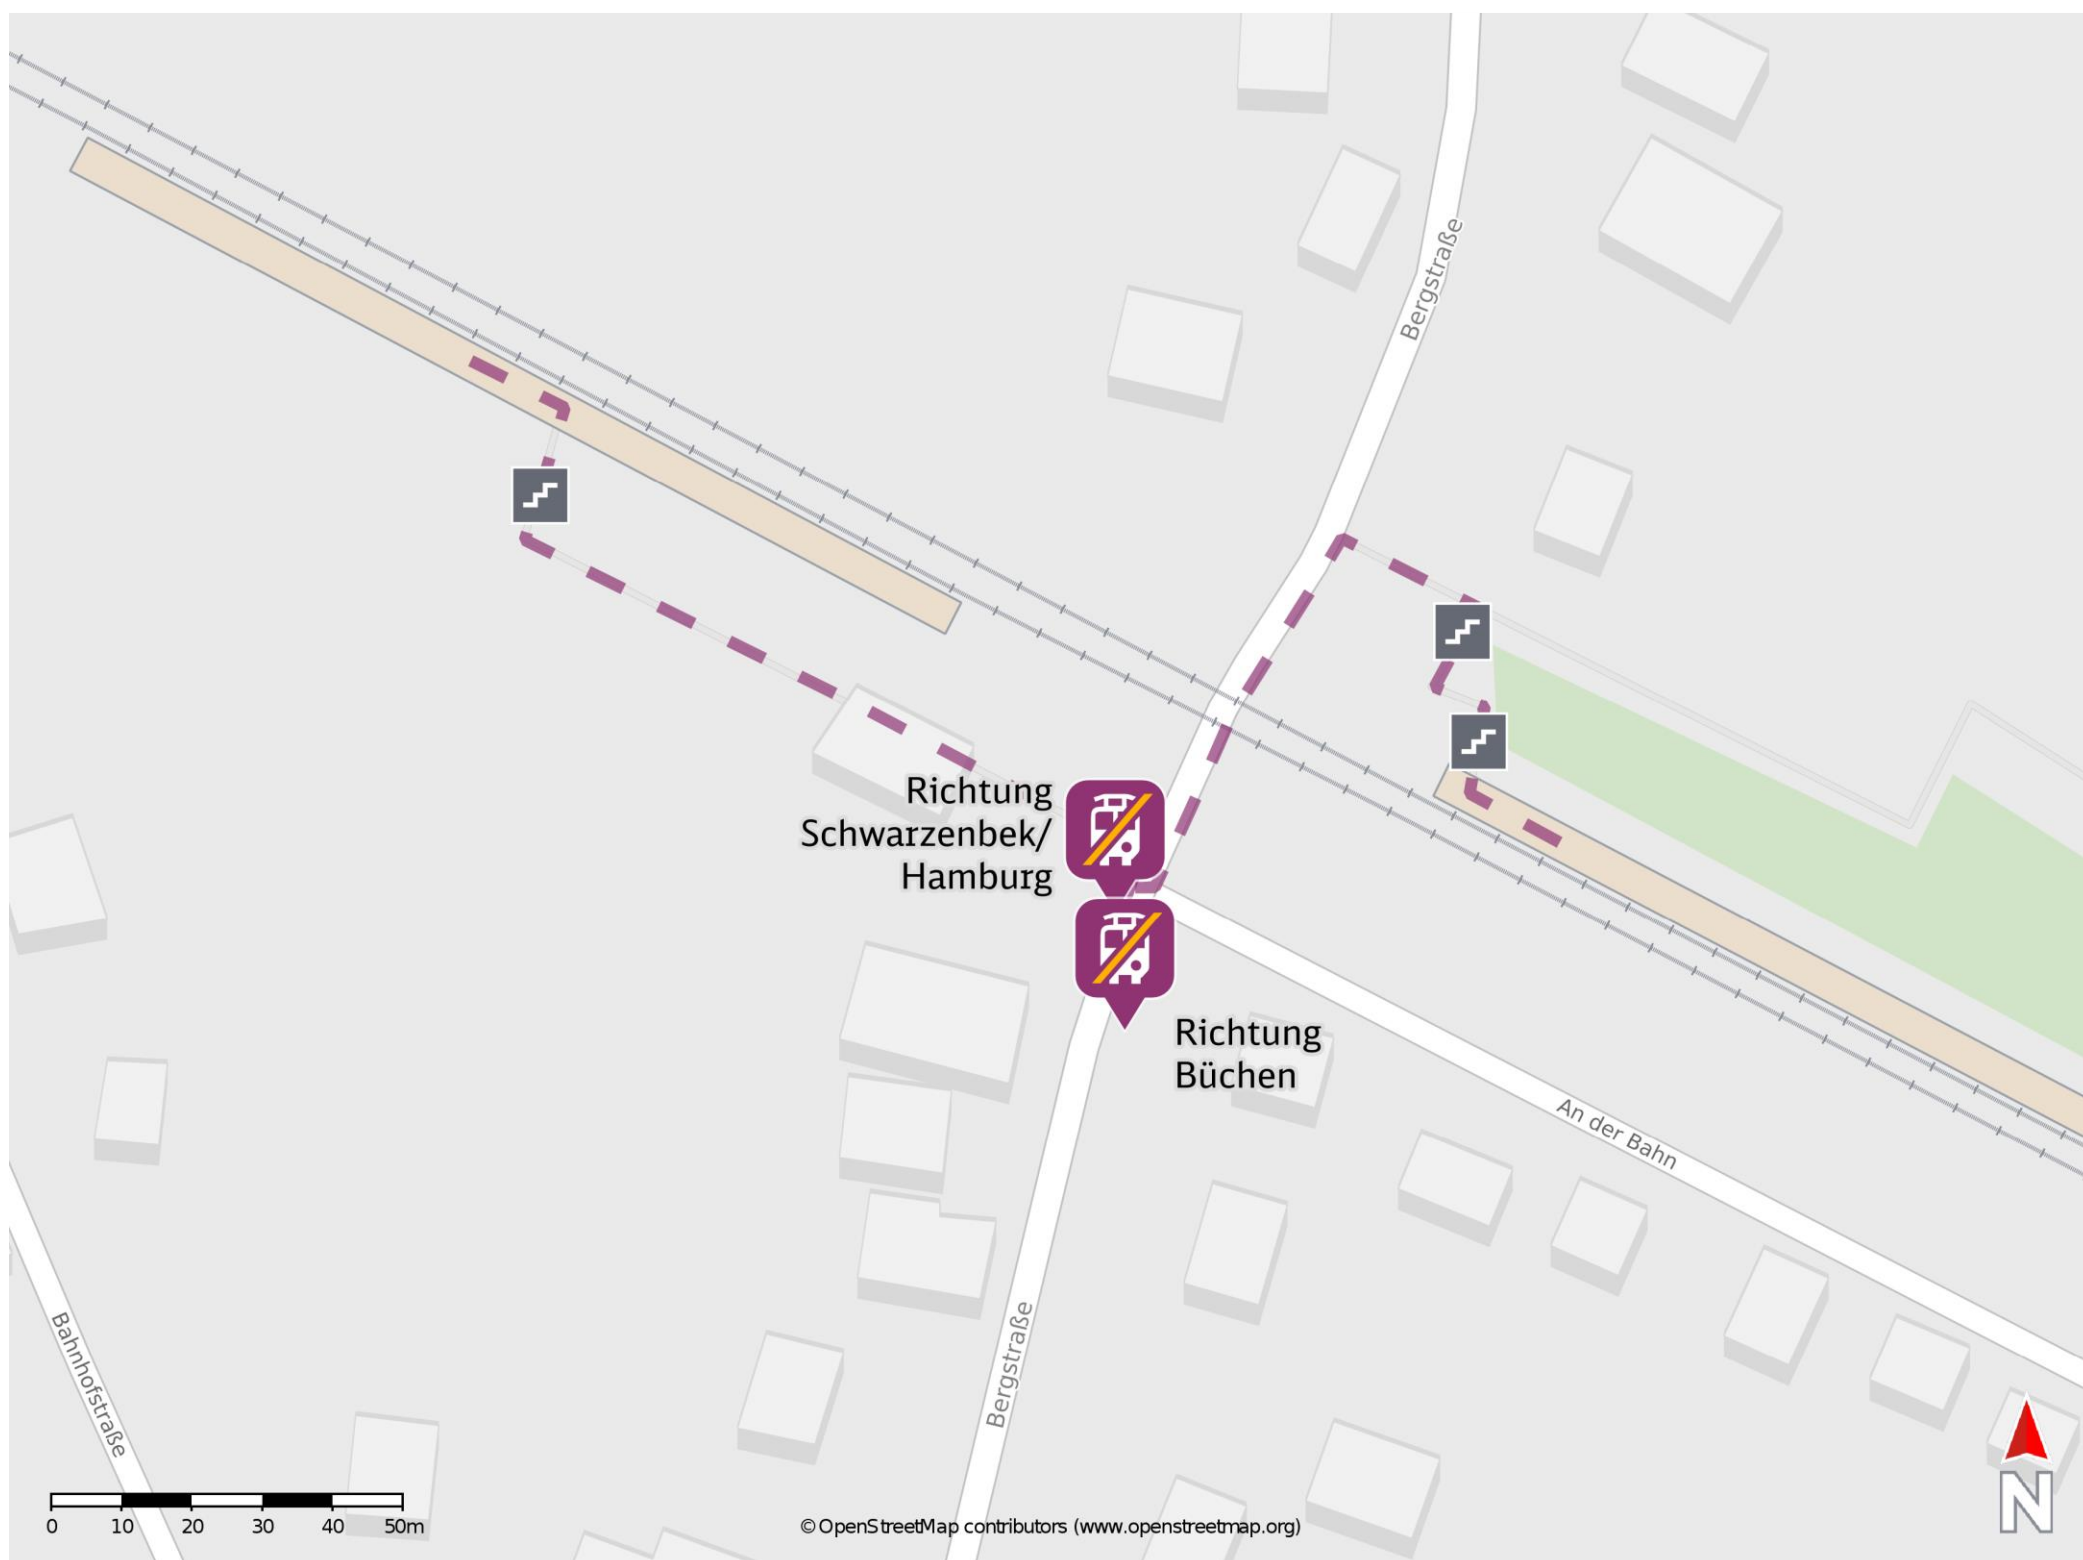 Bergstraße
Richtung
Schwarzenbek/
Hamburg
Richtung
Büchen
An der Bahn
Bergstraße
Bahnhofstraße
0 10 20 30 40 50m
© OpenStreetMap contributors (www.openstreetmap.org)
N